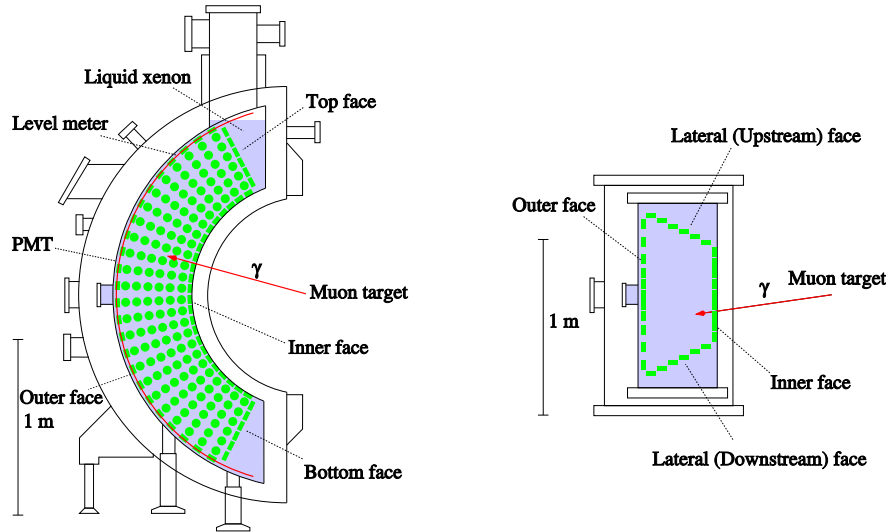 Liquid xenon
Top face
Level meter
PMT
γ
Muon target
Inner face
Outer face
1 m
Bottom face
Lateral (Upstream) face
Outer face
γ
Muon target
1 m
Inner face
Lateral (Downstream) face